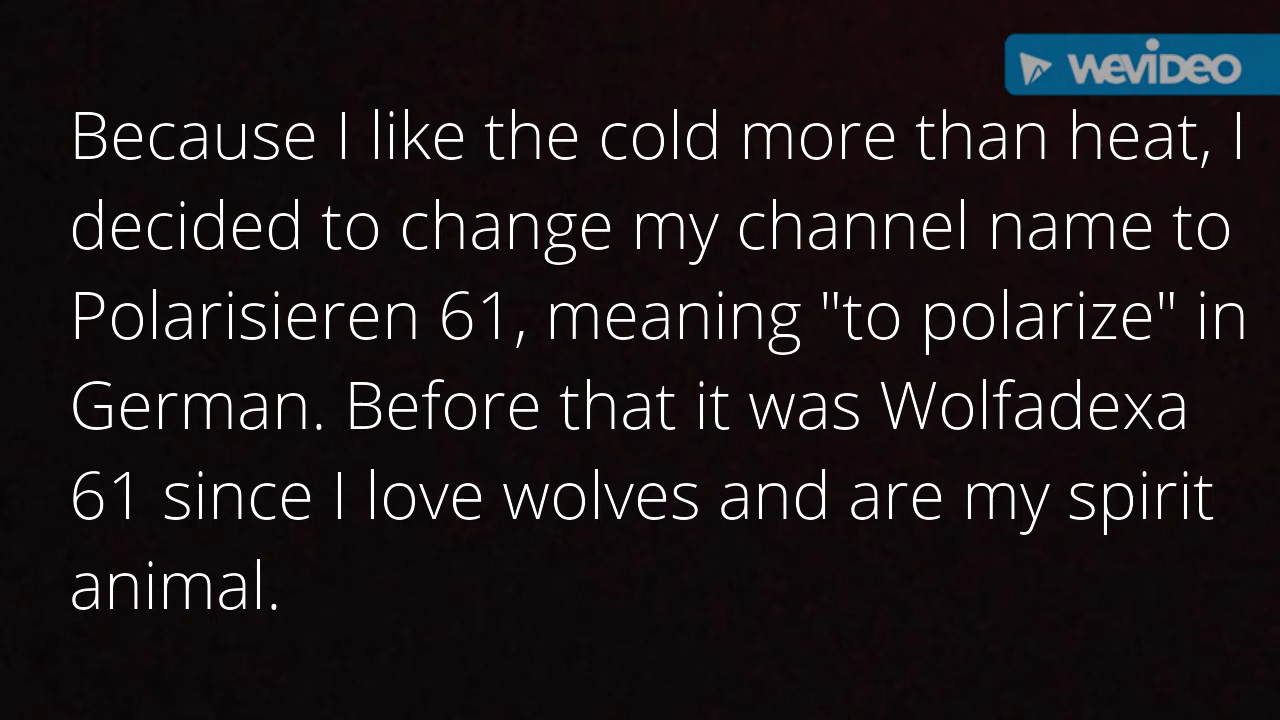 WEVIDEO
Because I like the cold more than heat, I
decided to change my channel name to
Polarisieren 61, meaning "to polarize" in
German. Before that it was Wolfadexa
61 since I love wolves and are my spirit
animal.